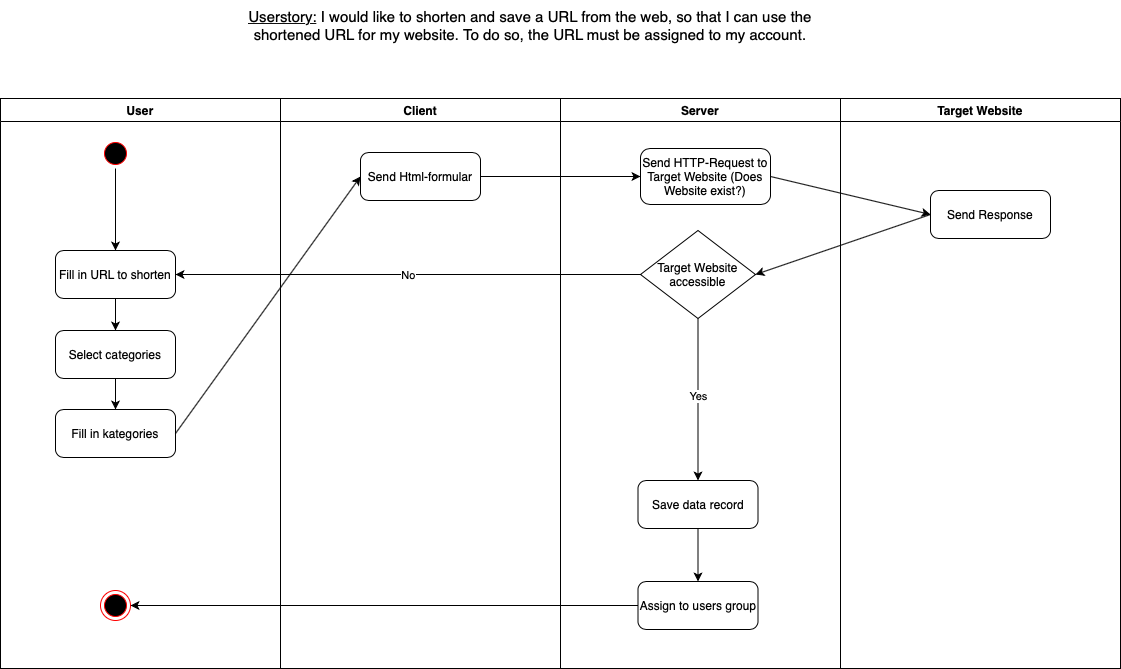 Userstory: I would like to shorten and save a URL from the web, so that I can use the
shortened URL for my website. To do so, the URL must be assigned to my account.
User
Client
Server
Target Website
Send Html-formular
Send HTTP-Request to
Target Website (Does
Website exist?)
Send Response
Fill in URL to shorten
No
Target Website
accessible
Select categories
Yes
Fill in kategories
Save data record
Assign to users group